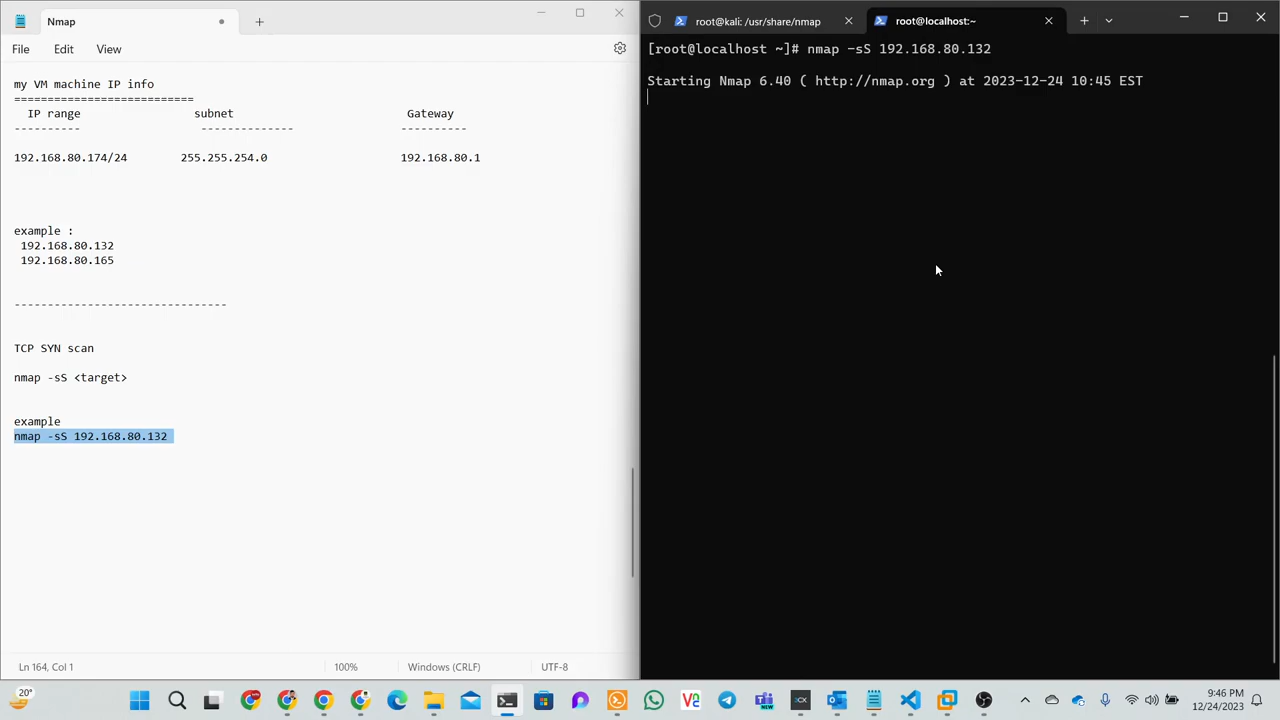 Nmap
File Edit View
my VM machine IP info
===========================
IP range subnet Gateway
---------- -------------- ----------
192.168.80.174/24 255.255.254.0 192.168.80.1
example :
192.168.80.132
192.168.80.165
--------------------------------
TCP SYN scan
nmap -sS <target>
example
nmap -sS 192.168.80.132
Ln 164, Col 1 100% Windows (CRLF) UTF-8
root@kali: /usr/share/nmap root@localhost:~
[root@localhost ~]# nmap -sS 192.168.80.132
Starting Nmap 6.40 ( http://nmap.org ) at 2023-12-24 10:45 EST
20°
9:46 PM
12/24/2023